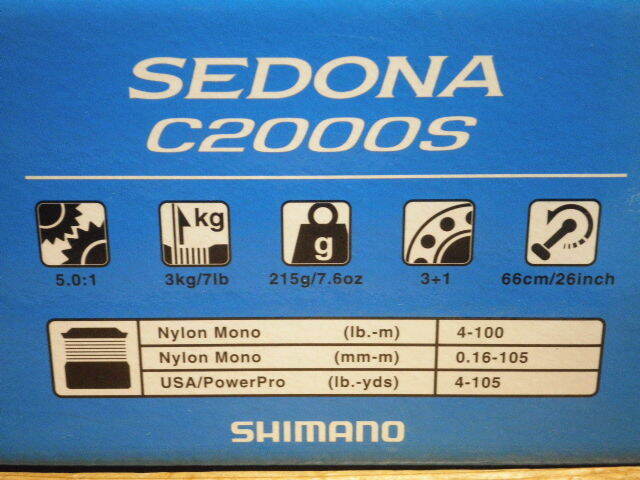 SEDONA
C2000S
kg
g
5.0:1 3kg/7lb 215g/7.6oz 3+1 66cm/26inch
Nylon Mono (lb.-m) 4-100
Nylon Mono (mm-m) 0.16-105
USA/PowerPro (lb.-yds) 4-105
SHIMANO